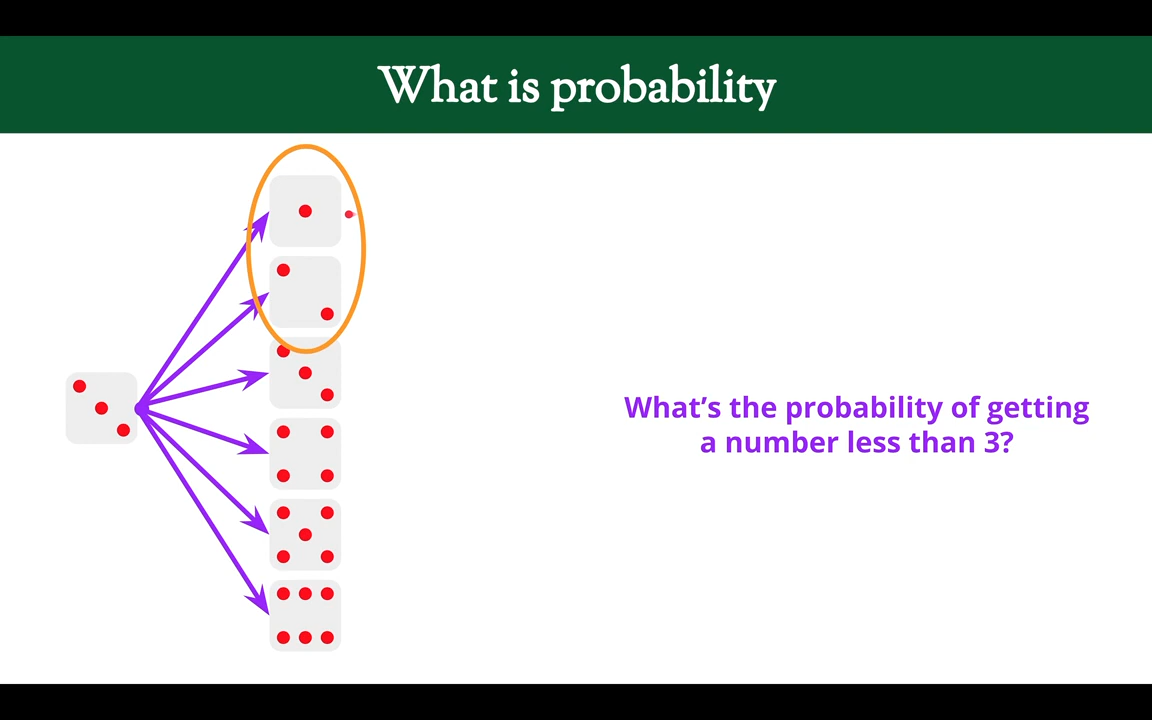 What is probability
What’s the probability of getting
a number less than 3?